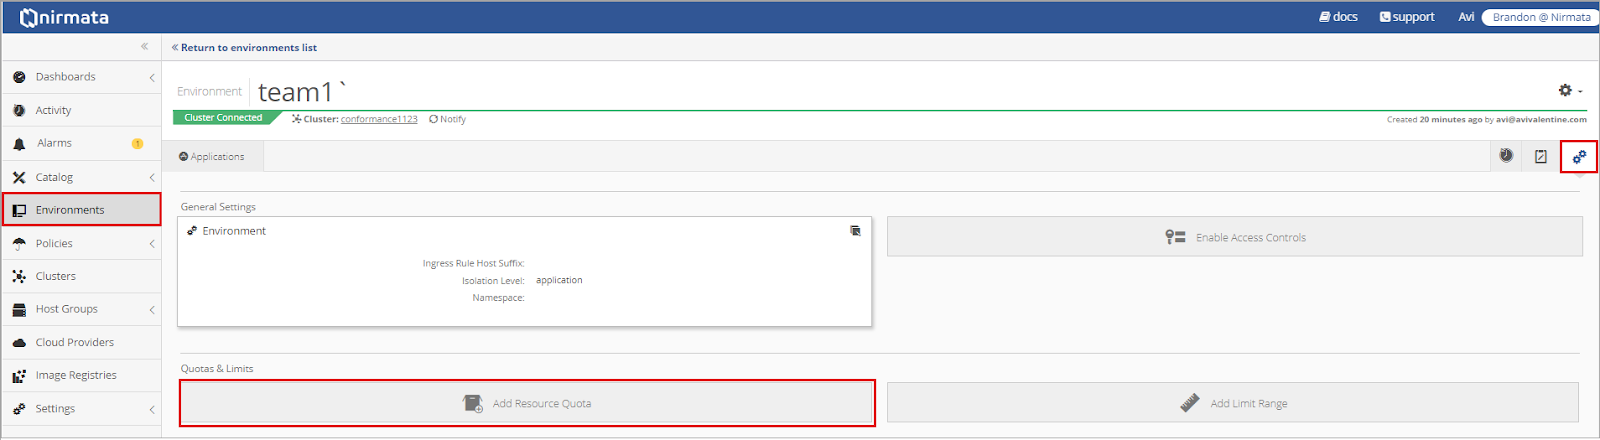 nirmata
docs
support
Avi
Brandon @ Nirmata
«
« Return to environments list
Dashboards
Activity
Alarms
1
Catalog
Environments
Policies
Clusters
Host Groups
Cloud Providers
Image Registries
Settings
Environment
team1 `
Cluster Connected
Cluster: conformance1123
Notify
Created 20 minutes ago by avi@avivalentine.com
Applications
General Settings
Environment
Ingress Rule Host Suffix:
Isolation Level: application
Namespace:
Enable Access Controls
Quotas & Limits
Add Resource Quota
Add Limit Range